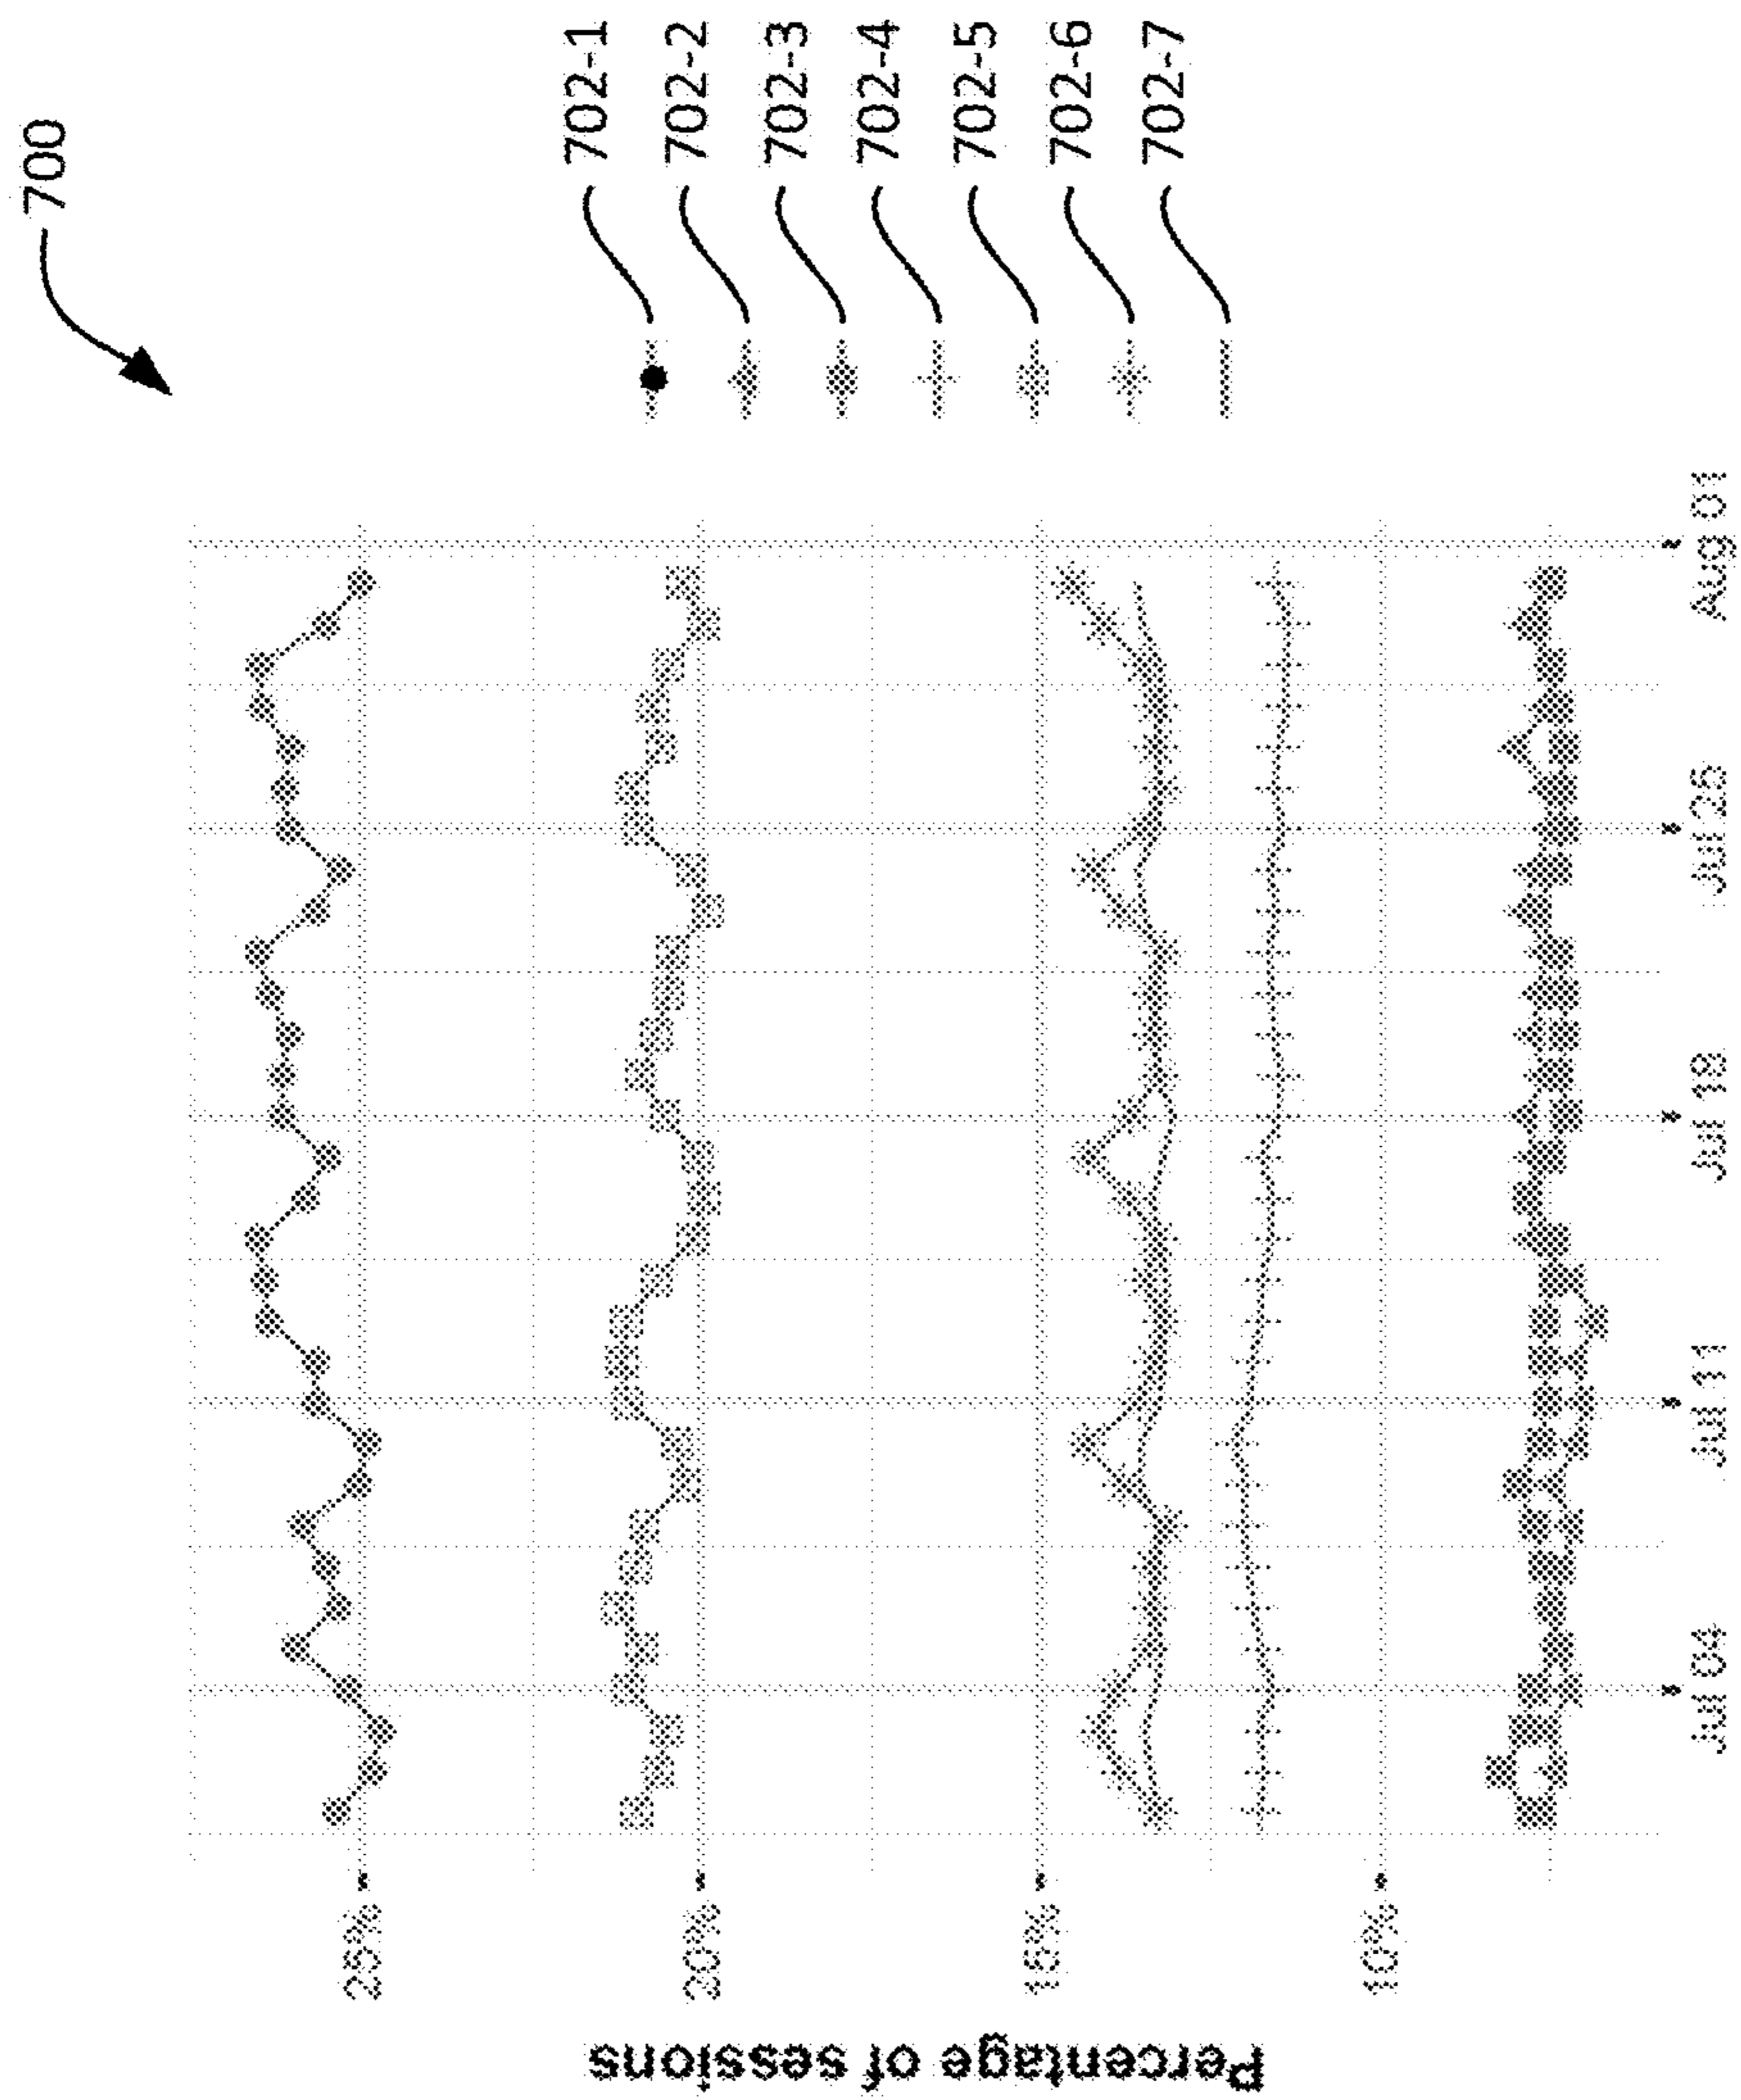 700
702-1
702-2
702-3
702-4
702-5
702-6
702-7
25%
20%
15%
10%
Percentage of sessions
Jul 04
Jul 11
Jul 18
Jul 25
Aug 01